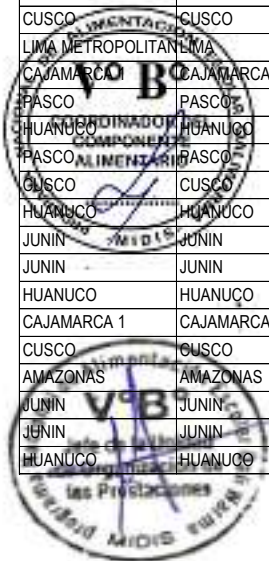 CUSCO CUSCO
LIMA METROPOLITAN LIMA
CAJAMARCA 1 CAJAMARCA
PASCO PASCO
HUANUCO HUANUCO
PASCO PASCO
CUSCO CUSCO
HUANUCO HUANUCO
JUNIN JUNIN
JUNIN JUNIN
HUANUCO HUANUCO
CAJAMARCA 1 CAJAMARCA
CUSCO CUSCO
AMAZONAS AMAZONAS
JUNIN JUNIN
JUNIN JUNIN
HUANUCO HUANUCO
V° B°
COORDINADOR DEL
COMPONENTE
ALIMENTARIO
MIDIS
V° B°
las Prestaciones
MIDIS